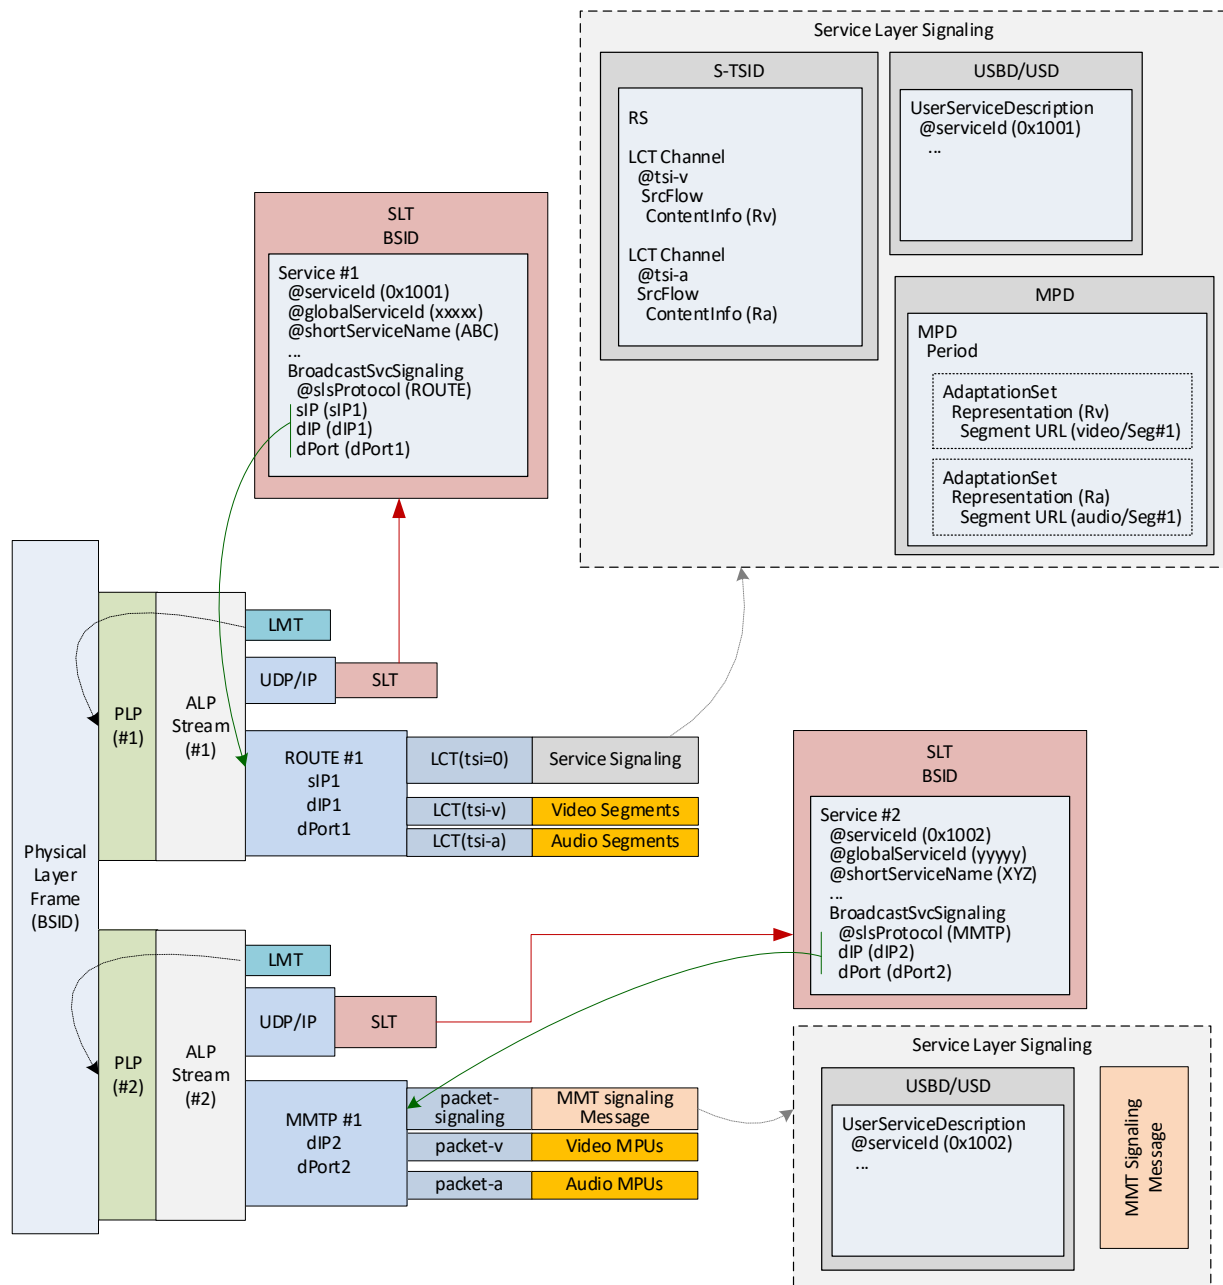 Service Layer Signaling
S-TSID
RS
LCT Channel
@tsi-v
SrcFlow
ContentInfo (Rv)
LCT Channel
@tsi-a
SrcFlow
ContentInfo (Ra)
USBD/USD
UserServiceDescription
@serviceId (0x1001)
...
MPD
MPD
Period
AdaptationSet
Representation (Rv)
Segment URL (video/Seg#1)
AdaptationSet
Representation (Ra)
Segment URL (audio/Seg#1)
SLT
BSID
Service #1
@serviceId (0x1001)
@globalServiceId (xxxxx)
@shortServiceName (ABC)
...
BroadcastSvcSignaling
@slsProtocol (ROUTE)
sIP (sIP1)
dIP (dIP1)
dPort (dPort1)
Physical
Layer
Frame
(BSID)
PLP
(#1)
ALP
Stream
(#1)
LMT
UDP/IP
SLT
ROUTE #1
sIP1
dIP1
dPort1
LCT(tsi=0)
Service Signaling
LCT(tsi-v)
Video Segments
LCT(tsi-a)
Audio Segments
SLT
BSID
Service #2
@serviceId (0x1002)
@globalServiceId (yyyyy)
@shortServiceName (XYZ)
...
BroadcastSvcSignaling
@slsProtocol (MMTP)
dIP (dIP2)
dPort (dPort2)
PLP
(#2)
ALP
Stream
(#2)
LMT
UDP/IP
SLT
MMTP #1
dIP2
dPort2
packet-
signaling
MMT signaling
Message
packet-v
Video MPUs
packet-a
Audio MPUs
Service Layer Signaling
USBD/USD
UserServiceDescription
@serviceId (0x1002)
...
MMT Signaling
Message